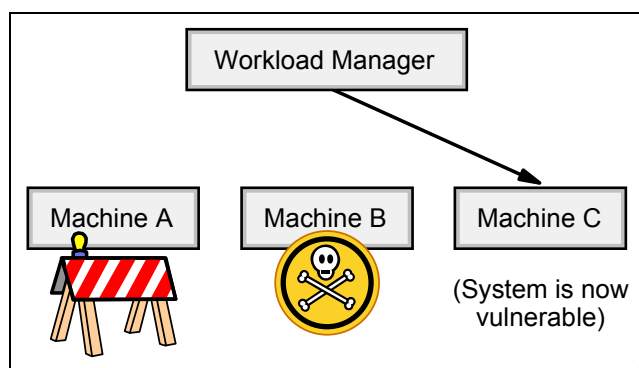 Workload Manager
Machine A
Machine B
Machine C
(System is now
vulnerable)